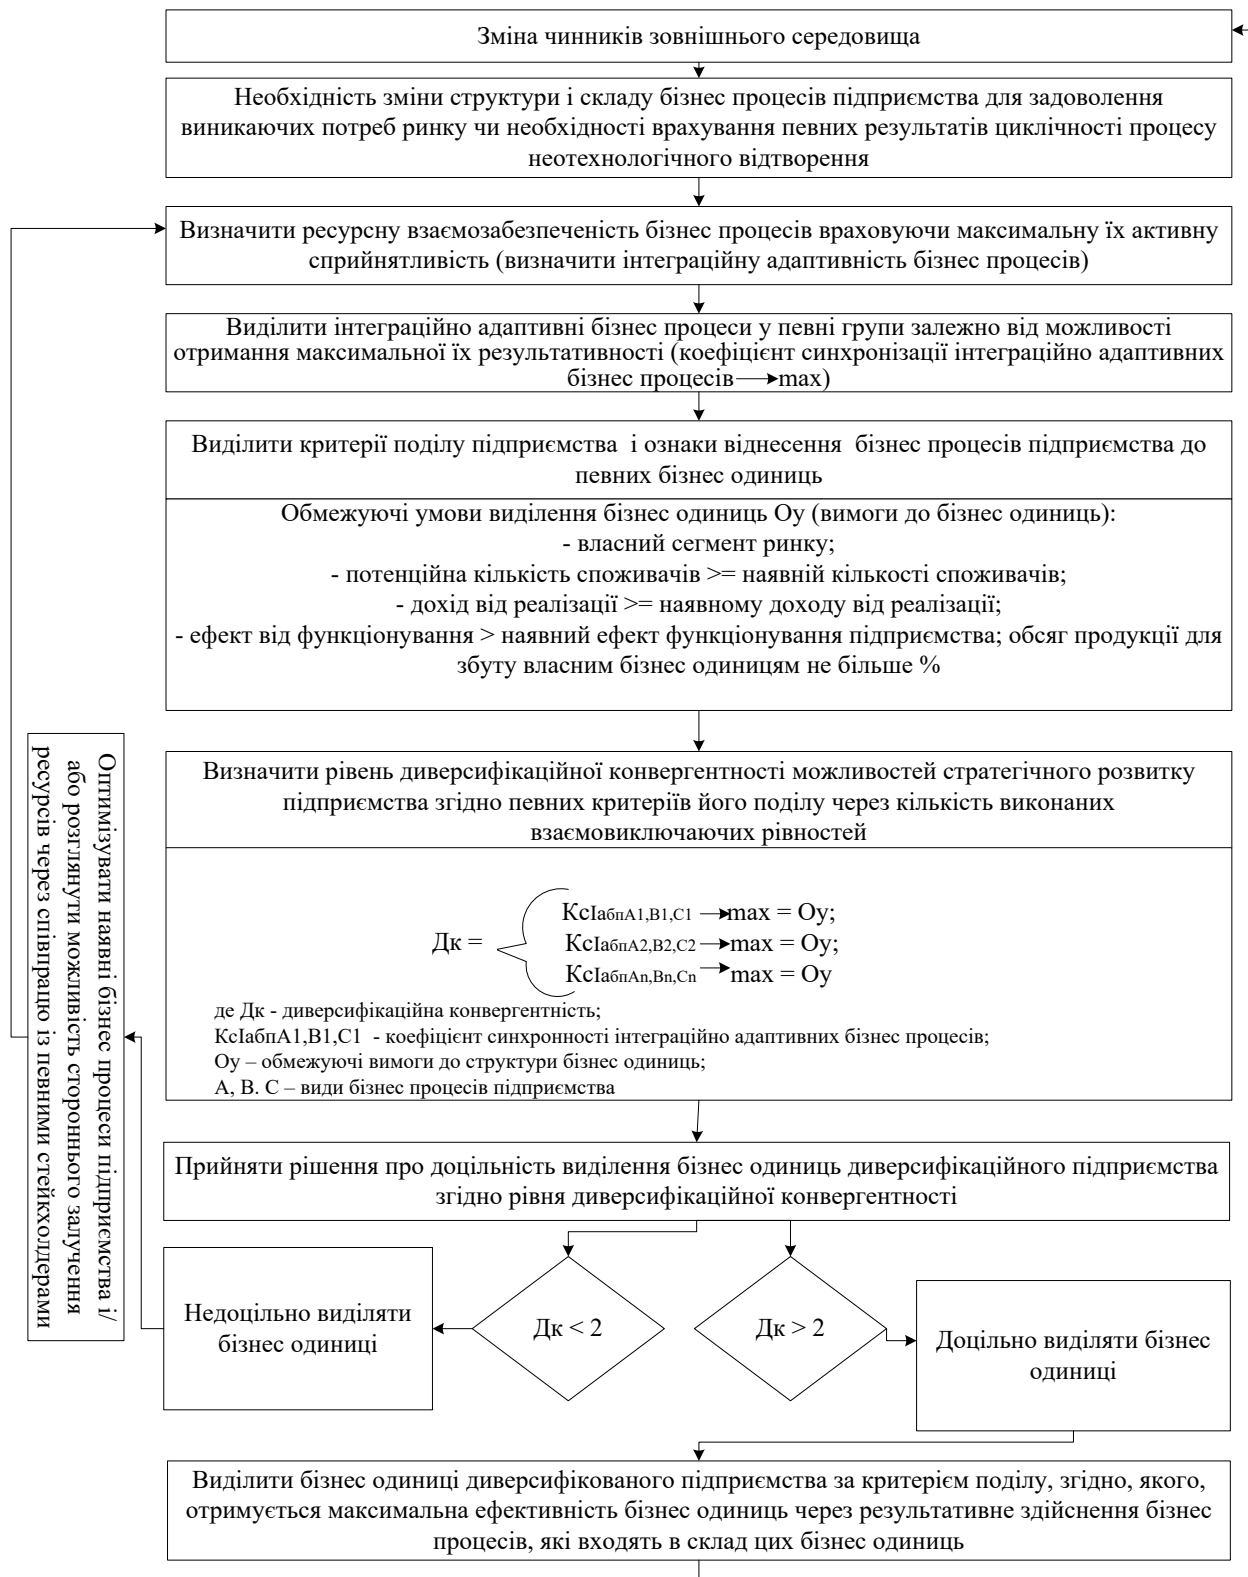 Зміна чинників зовнішнього середовища
Необхідність зміни структури і складу бізнес процесів підприємства для задоволення
виникаючих потреб ринку чи необхідності врахування певних результатів циклічності процесу
неотехнологічного відтворення
Визначити ресурсну взаємозабезпеченість бізнес процесів враховуючи максимальну їх активну
сприйнятливість (визначити інтеграційну адаптивність бізнес процесів)
Виділити інтеграційно адаптивні бізнес процеси у певні групи залежно від можливості
отримання максимальної їх результативності (коефіцієнт синхронізації інтеграційно адаптивних
бізнес процесів→max)
Виділити критерії поділу підприємства і ознаки віднесення бізнес процесів підприємства до
певних бізнес одиниць
Обмежуючі умови виділення бізнес одиниць Оу (вимоги до бізнес одиниць):
- власний сегмент ринку;
- потенційна кількість споживачів >= наявній кількості споживачів;
- дохід від реалізації >= наявному доходу від реалізації;
- ефект від функціонування > наявний ефект функціонування підприємства; обсяг продукції для
збуту власним бізнес одиницям не більше %
Визначити рівень диверсифікаційної конвергентності можливостей стратегічного розвитку
підприємства згідно певних критеріїв його поділу через кількість виконаних
взаємовиключаючих рівностей
КсІабпА1,В1,С1→max = Оу;
Дк = КсІабпА2,В2,С2→max = Оу;
КсІабпАn,Вn,Сn→max = Оу
де Дк - диверсифікаційна конвергентність;
КсІабпА1,В1,С1 - коефіцієнт синхронності інтеграційно адаптивних бізнес процесів;
Оу – обмежуючі вимоги до структури бізнес одиниць;
А, В. С – види бізнес процесів підприємства
Оптимізувати наявні бізнес процеси підприємства і/
або розглянути можливість стороннього залучення
ресурсів через співпрацю із певними стейкхолдерами
Прийняти рішення про доцільність виділення бізнес одиниць диверсифікаційного підприємства
згідно рівня диверсифікаційної конвергентності
Недоцільно виділяти
бізнес одиниці
Дк < 2
Дк > 2
Доцільно виділяти бізнес
одиниці
Виділити бізнес одиниці диверсифікованого підприємства за критерієм поділу, згідно, якого,
отримується максимальна ефективність бізнес одиниць через результативне здійснення бізнес
процесів, які входять в склад цих бізнес одиниць